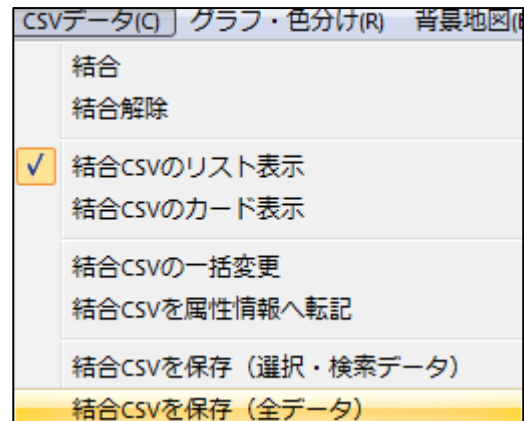 CSVデータ(C) グラフ・色分け(R) 背景地図(
結合
結合解除
結合CSVのリスト表示
結合CSVのカード表示
結合CSVの一括変更
結合CSVを属性情報へ転記
結合CSVを保存（選択・検索データ）
結合CSVを保存（全データ）